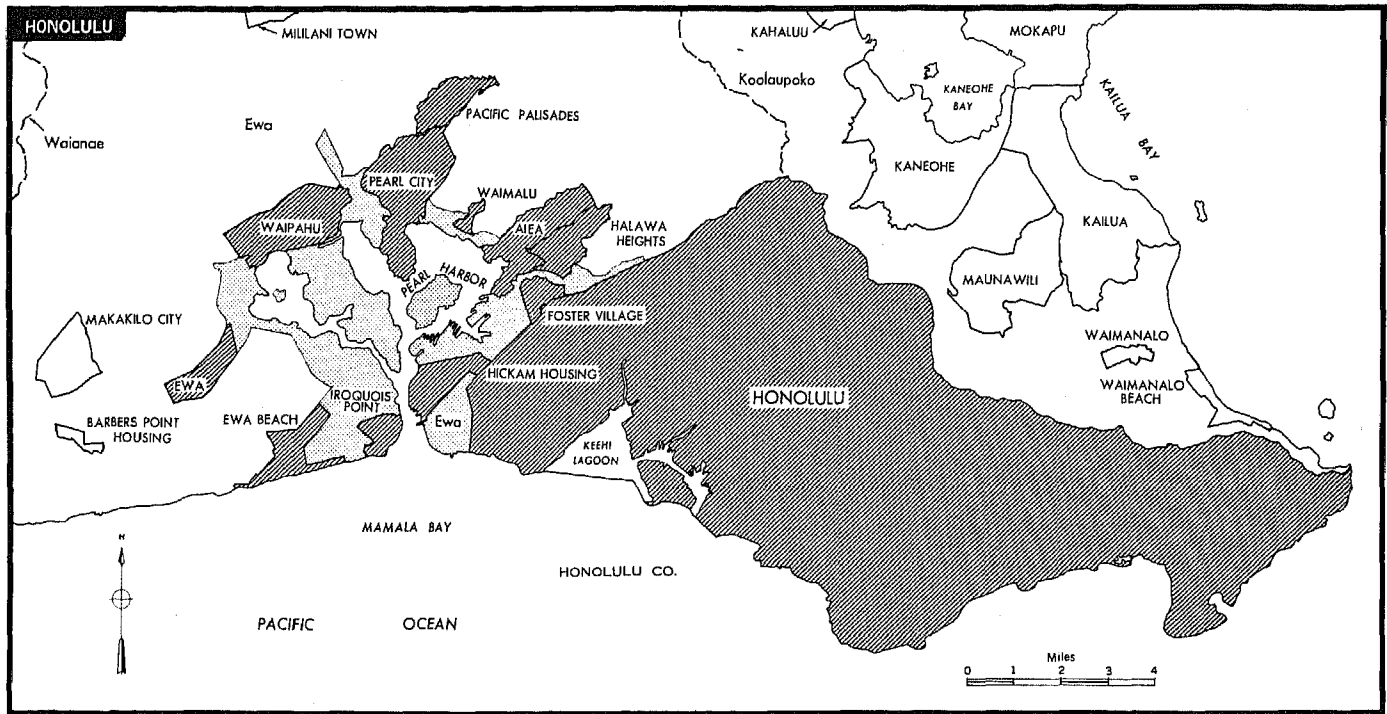 HONOLULU
MILILANI TOWN
KAHALUU
MOKAPU
Koolaupoko
KANEOHE
BAY
KAILUA BAY
PACIFIC PALISADES
Ewa
Waianae
KANEOHE
PEARL CITY
WAIMALU
WAIPAHU
AIEA
HALAWA
HEIGHTS
KAILUA
PEARL HARBOR
MAUNAWILI
MAKAKILO CITY
FOSTER VILLAGE
WAIMANALO
HICKAM HOUSING
EWA
WAIMANALO
BEACH
IROQUOIS
POINT
HONOLULU
EWA BEACH
BARBERS POINT
HOUSING
Ewa
KEEHI
LAGOON
MAMALA BAY
N
HONOLULU CO.
PACIFIC OCEAN
Miles
0 1 2 3 4